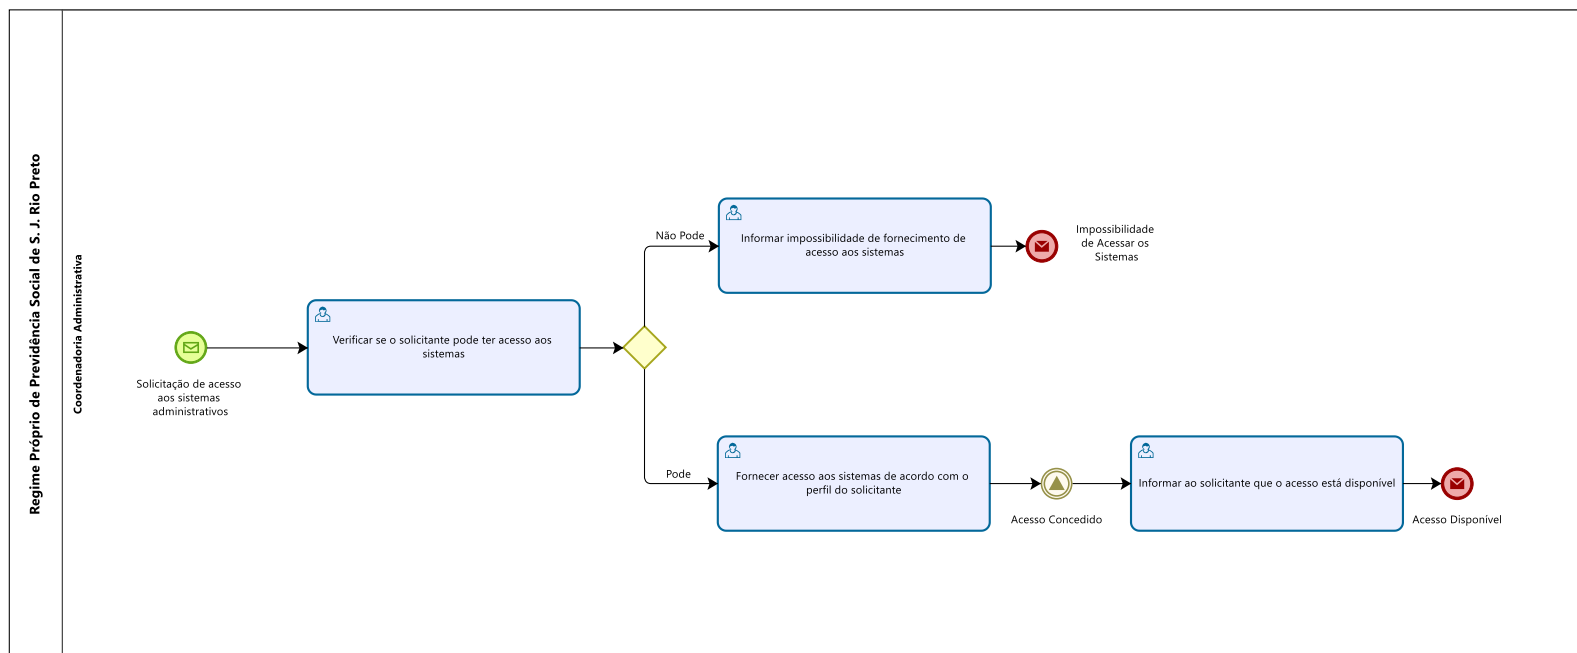 Regime Próprio de Previdência Social de S. J. Rio Preto
Coordenadoria Administrativa
Solicitação de acesso
aos sistemas
administrativos
Verificar se o solicitante pode ter acesso aos
sistemas
Não Pode
Informar impossibilidade de fornecimento de
acesso aos sistemas
Impossibilidade
de Acessar os
Sistemas
Pode
Fornecer acesso aos sistemas de acordo com o
perfil do solicitante
Acesso Concedido
Informar ao solicitante que o acesso está disponível
Acesso Disponível